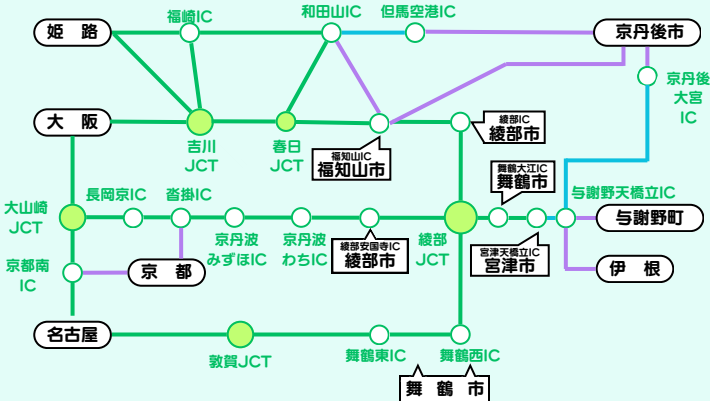 姫 路
福崎IC
和田山IC
但馬空港IC
京丹後市
京丹後
大宮
IC
大 阪
吉川
JCT
春日
JCT
福知山IC
福知山市
綾部IC
綾部市
舞鶴大江IC
舞鶴市
大山崎
JCT
長岡京IC
沓掛IC
京丹波
みずほIC
京丹波
わちIC
綾部安国寺IC
綾部市
綾部
JCT
宮津天橋立IC
宮津市
与謝野天橋立IC
与謝野町
京都南
IC
京 都
伊 根
名古屋
敦賀JCT
舞鶴東IC
舞鶴西IC
舞 鶴 市